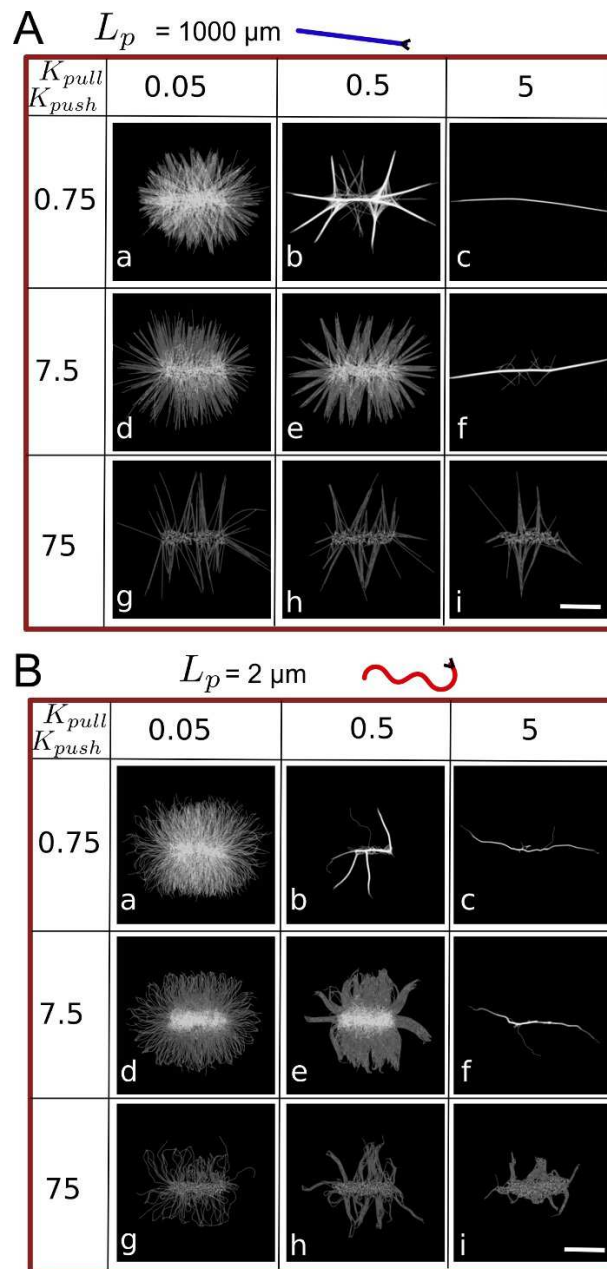 A
L_p = 1000 μm
K_pull 0.05 0.5 5
K_push
0.75
a b c
7.5
d e f
75
g h i
B
L_p = 2 μm
K_pull 0.05 0.5 5
K_push
0.75
a b c
7.5
d e f
75
g h i